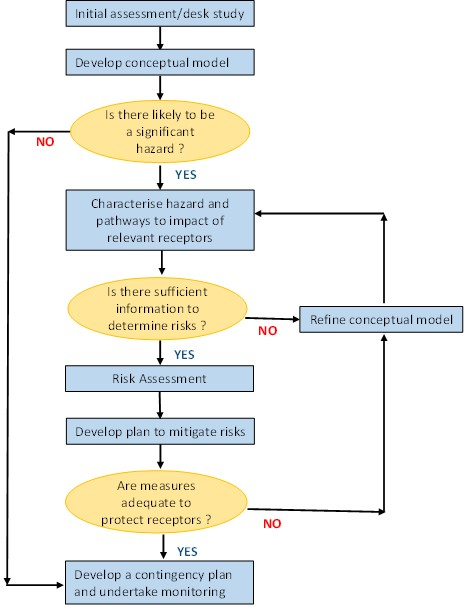 Initial assessment/desk study
Develop conceptual model
Is there likely to be
a significant
hazard ?
NO
YES
Characterise hazard and
pathways to impact of
relevant receptors
Is there sufficient
information to
determine risks ?
NO
Refine conceptual model
YES
Risk Assessment
Develop plan to mitigate risks
Are measures
adequate to
protect receptors ?
NO
YES
Develop a contingency plan
and undertake monitoring